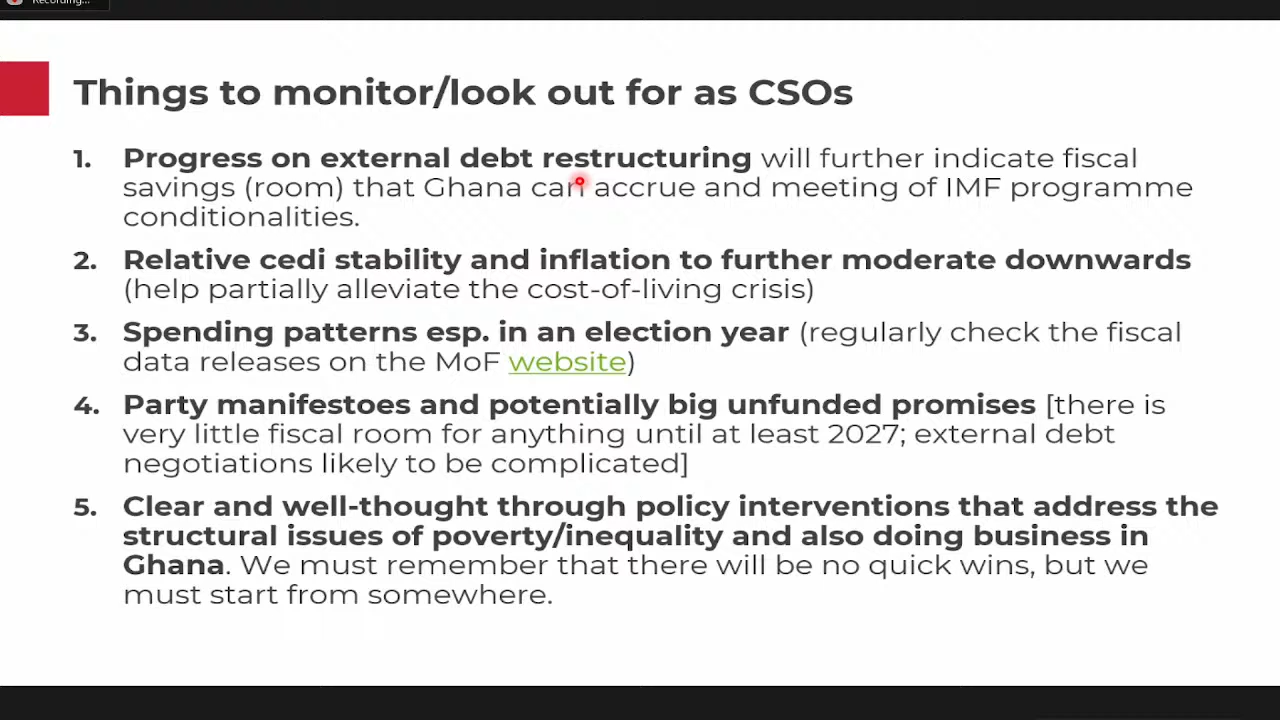 Recording...
Things to monitor/look out for as CSOs
1. Progress on external debt restructuring will further indicate fiscal
savings (room) that Ghana can accrue and meeting of IMF programme
conditionalities.
2. Relative cedi stability and inflation to further moderate downwards
(help partially alleviate the cost-of-living crisis)
3. Spending patterns esp. in an election year (regularly check the fiscal
data releases on the MoF website)
4. Party manifestoes and potentially big unfunded promises [there is
very little fiscal room for anything until at least 2027; external debt
negotiations likely to be complicated]
5. Clear and well-thought through policy interventions that address the
structural issues of poverty/inequality and also doing business in
Ghana. We must remember that there will be no quick wins, but we
must start from somewhere.